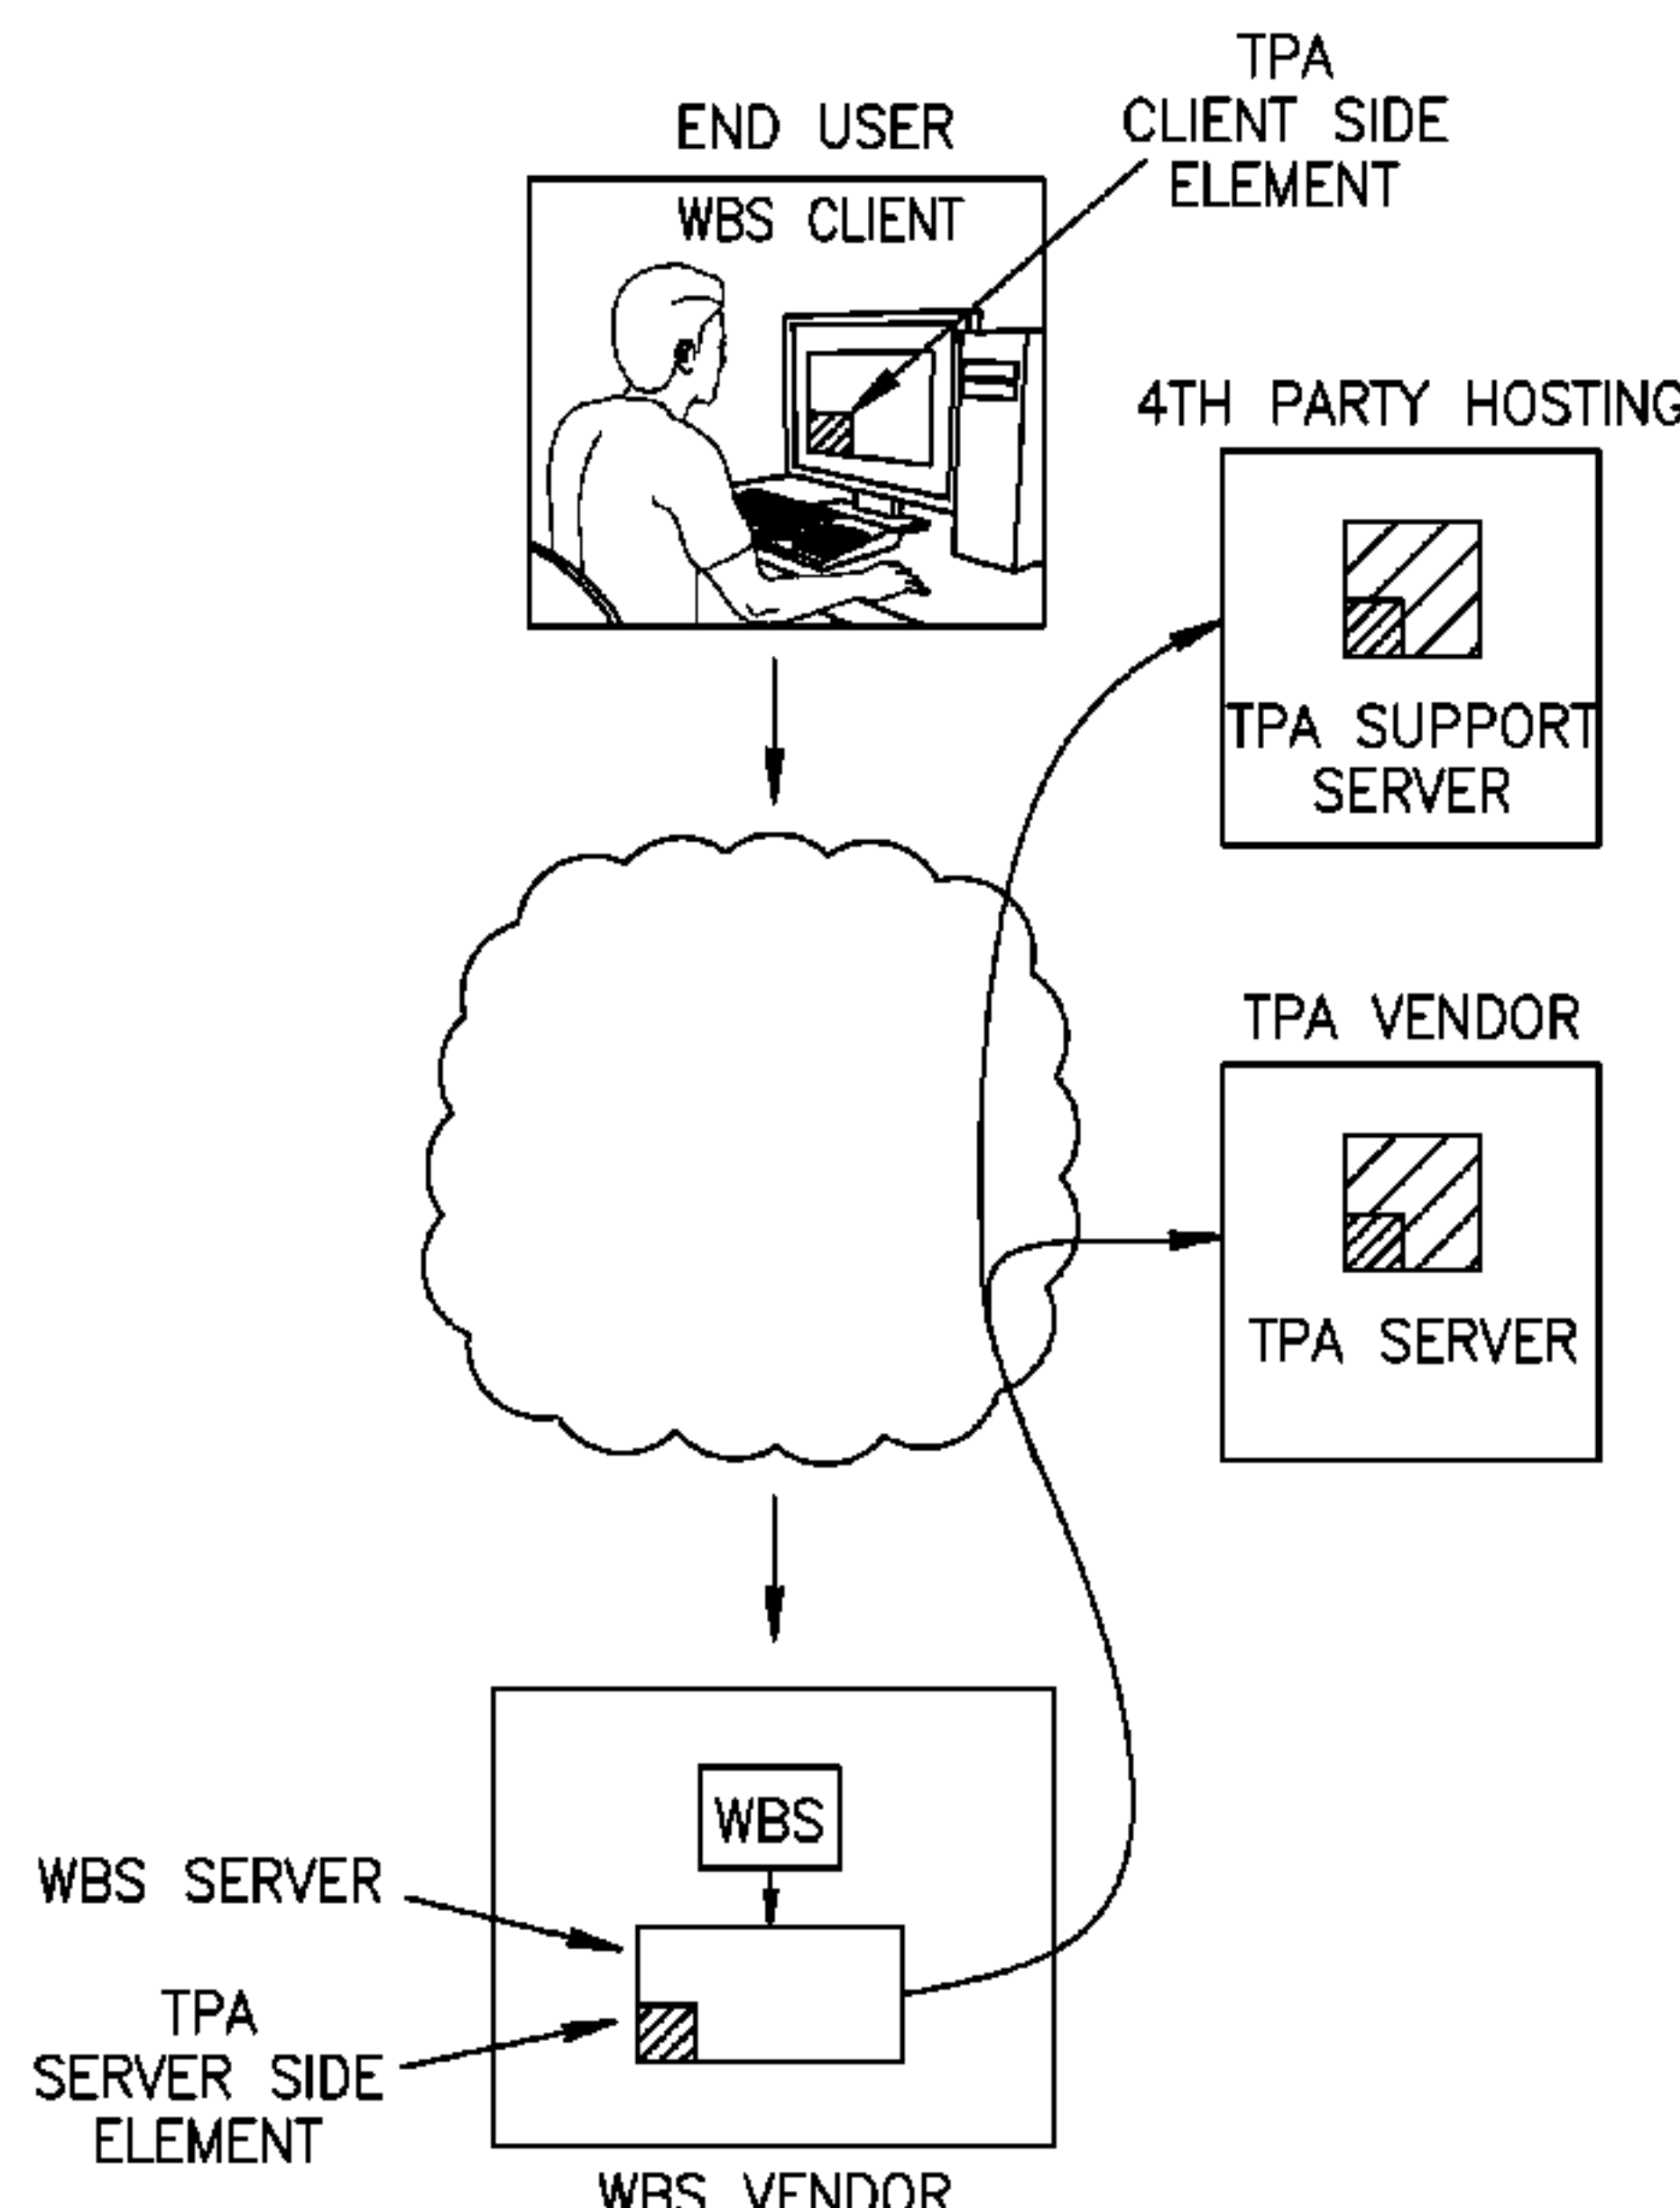 TPA
CLIENT SIDE
ELEMENT
END USER
WBS CLIENT
4TH PARTY HOSTING
TPA SUPPORT
SERVER
TPA VENDOR
TPA SERVER
WBS
WBS SERVER
TPA
SERVER SIDE
ELEMENT
WBS VENDOR